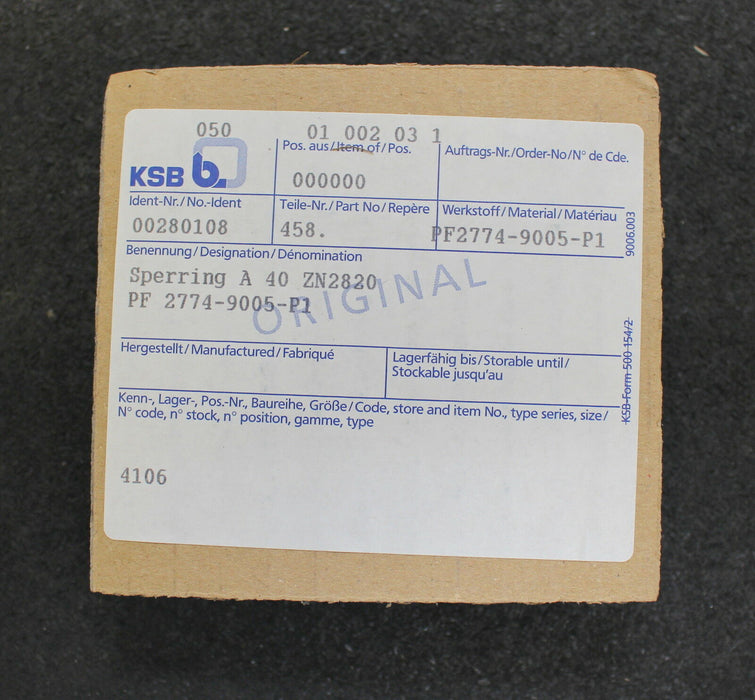 050 01 002 03 1
KSB b.
Pos. aus/Item of/Pos.
000000
Auftrags-Nr./Order-No/N° de Cde.
Ident-Nr./No.-Ident
00280108
Teile-Nr./Part No/Repère
458.
Werkstoff/Material/Matériau
PF2774-9005-P1
9006.003
Benennung/Designation/Dénomination
Sperring A 40 ZN2820
PF 2774-9005-P1
ORIGINAL
Hergestellt/Manufactured/Fabriqué
Lagerfähig bis/Storable until/
Stockable jusqu'au
KSB-Form 500 154/2
Kenn-, Lager-, Pos.-Nr., Baureihe, Größe/Code, store and item No., type series, size/
N° code, n° stock, n° position, gamme, type
4106